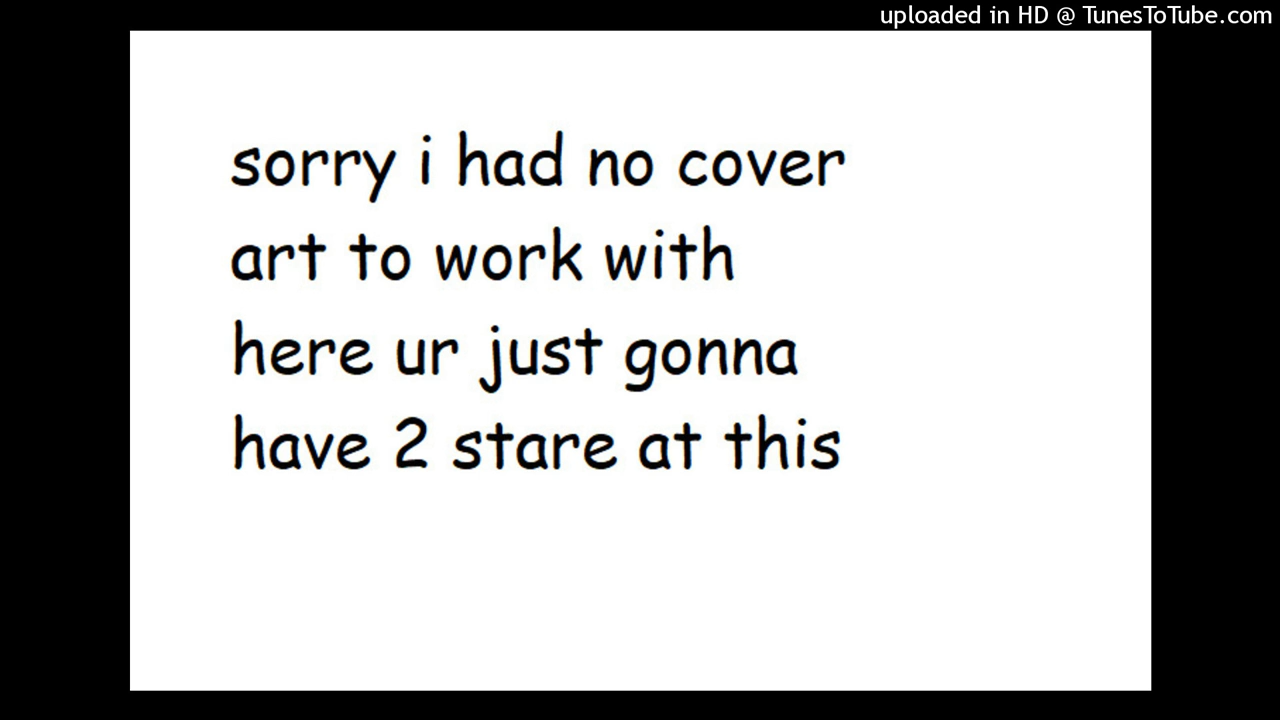 uploaded in HD @ TunesToTube.com
sorry i had no cover
art to work with
here ur just gonna
have 2 stare at this